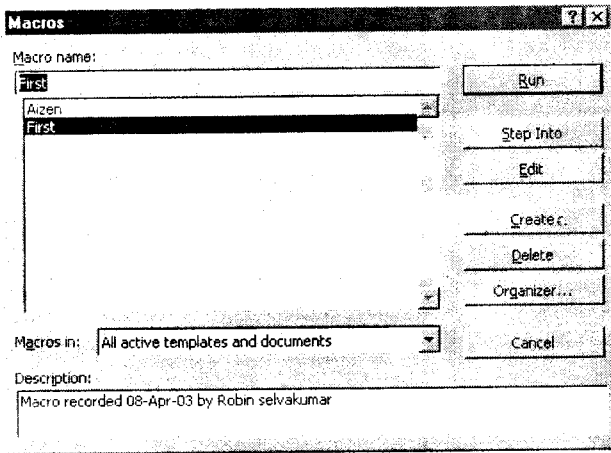 Macros
Macro name:
First
Aizen
First
Run
Step Into
Edit
Create
Delete
Organizer...
Macros in: All active templates and documents
Cancel
Description:
Macro recorded 08-Apr-03 by Robin selvakumar